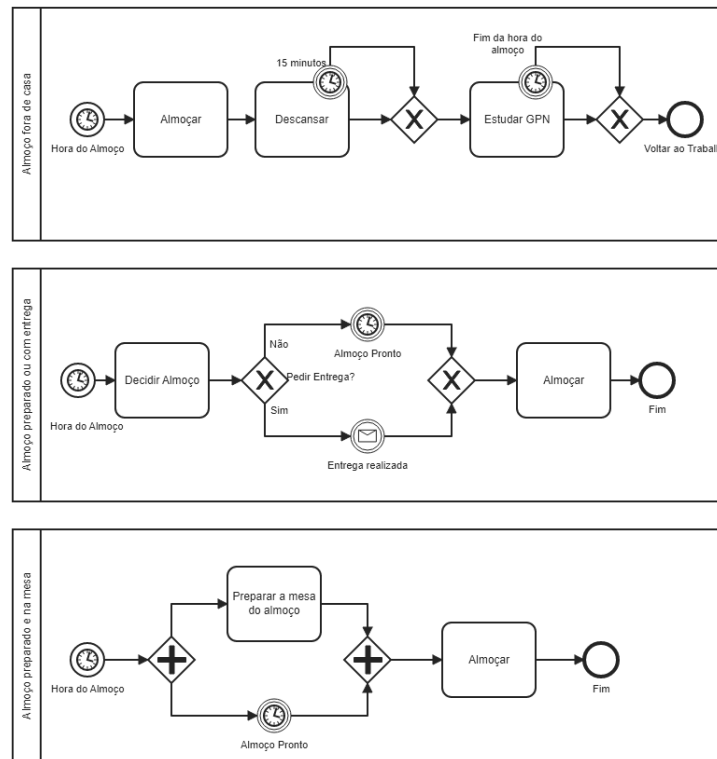 Almoço fora de casa
Hora do Almoço
Almoçar
15 minutos
Descansar
Fim da hora do
almoço
Estudar GPN
Voltar ao Trabal
Almoço preparado ou com entrega
Hora do Almoço
Decidir Almoço
Não
Pedir Entrega?
Sim
Almoço Pronto
Entrega realizada
Almoçar
Fim
Almoço preparado e na mesa
Hora do Almoço
Preparar a mesa
do almoço
Almoço Pronto
Almoçar
Fim